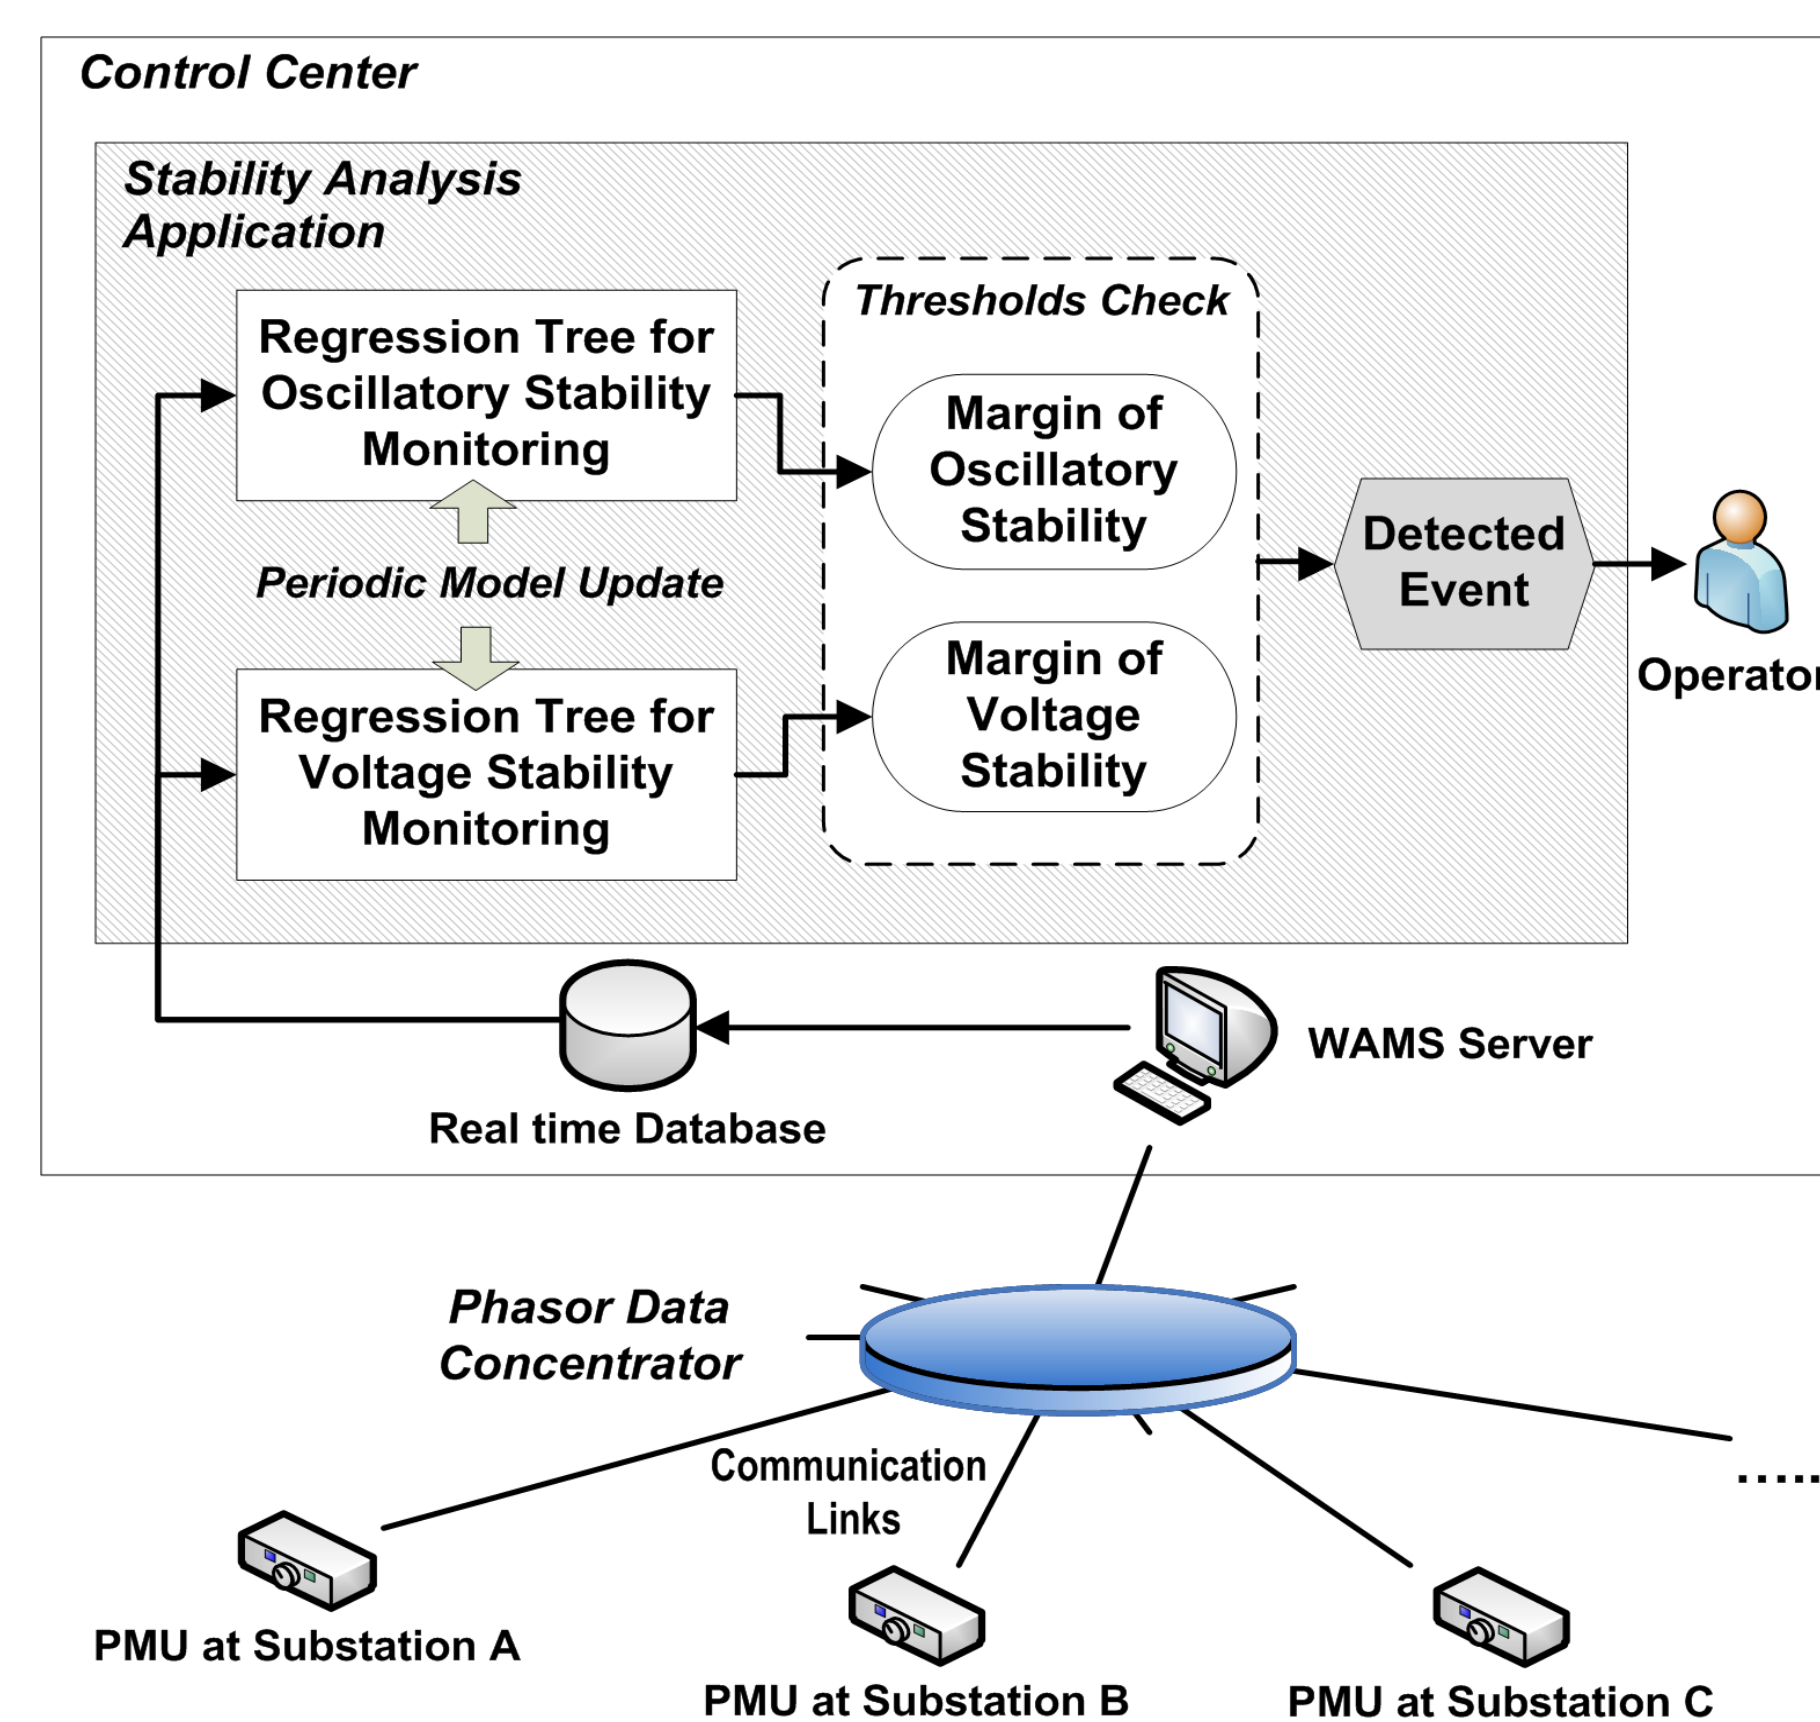 Control Center
Stability Analysis
Application
Thresholds Check
Regression Tree for
Oscillatory Stability
Monitoring
Margin of
Oscillatory
Stability
Detected
Event
Periodic Model Update
Operator
Regression Tree for
Voltage Stability
Monitoring
Margin of
Voltage
Stability
WAMS Server
Real time Database
Phasor Data
Concentrator
Communication
Links
......
PMU at Substation A
PMU at Substation B
PMU at Substation C